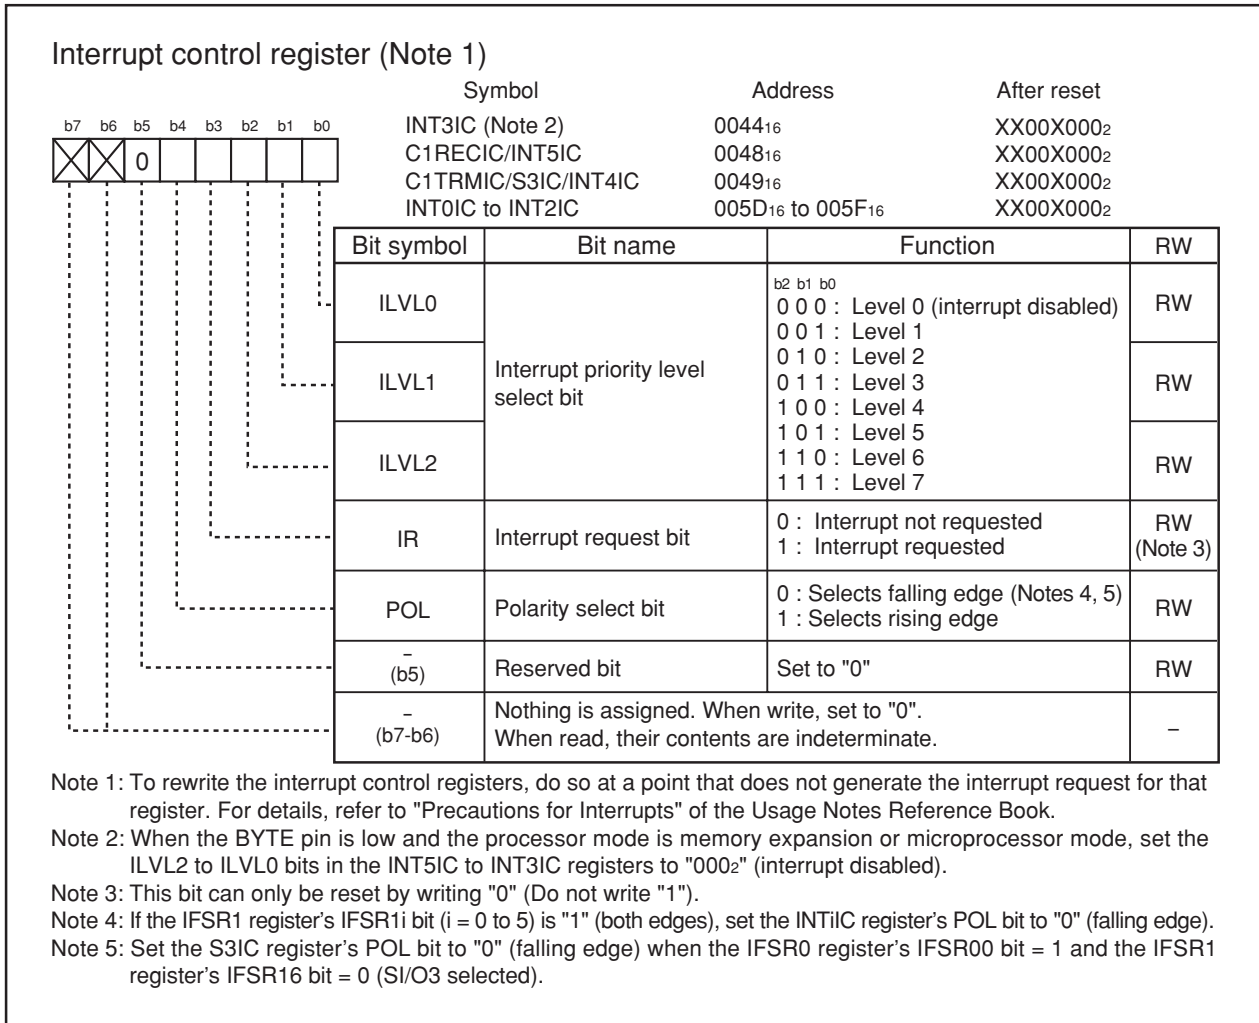 Interrupt control register (Note 1)
Symbol Address After reset
b7 b6 b5 b4 b3 b2 b1 b0
0
INT3IC (Note 2) 004416 XX00X0002
C1RECIC/INT5IC 004816 XX00X0002
C1TRMIC/S3IC/INT4IC 004916 XX00X0002
INT0IC to INT2IC 005D16 to 005F16 XX00X0002
Bit symbol Bit name Function RW
ILVL0 RW
ILVL1 Interrupt priority level select bit RW
ILVL2 RW
b2 b1 b0
0 0 0 : Level 0 (interrupt disabled)
0 0 1 : Level 1
0 1 0 : Level 2
0 1 1 : Level 3
1 0 0 : Level 4
1 0 1 : Level 5
1 1 0 : Level 6
1 1 1 : Level 7
IR Interrupt request bit 0 : Interrupt not requested RW
1 : Interrupt requested (Note 3)
POL Polarity select bit 0 : Selects falling edge (Notes 4, 5) RW
1 : Selects rising edge
– (b5) Reserved bit Set to "0" RW
– (b7-b6) Nothing is assigned. When write, set to "0". –
When read, their contents are indeterminate.
Note 1: To rewrite the interrupt control registers, do so at a point that does not generate the interrupt request for that
register. For details, refer to "Precautions for Interrupts" of the Usage Notes Reference Book.
Note 2: When the BYTE pin is low and the processor mode is memory expansion or microprocessor mode, set the
ILVL2 to ILVL0 bits in the INT5IC to INT3IC registers to "0002" (interrupt disabled).
Note 3: This bit can only be reset by writing "0" (Do not write "1").
Note 4: If the IFSR1 register's IFSR1i bit (i = 0 to 5) is "1" (both edges), set the INTiIC register's POL bit to "0" (falling edge).
Note 5: Set the S3IC register's POL bit to "0" (falling edge) when the IFSR0 register's IFSR00 bit = 1 and the IFSR1
register's IFSR16 bit = 0 (SI/O3 selected).